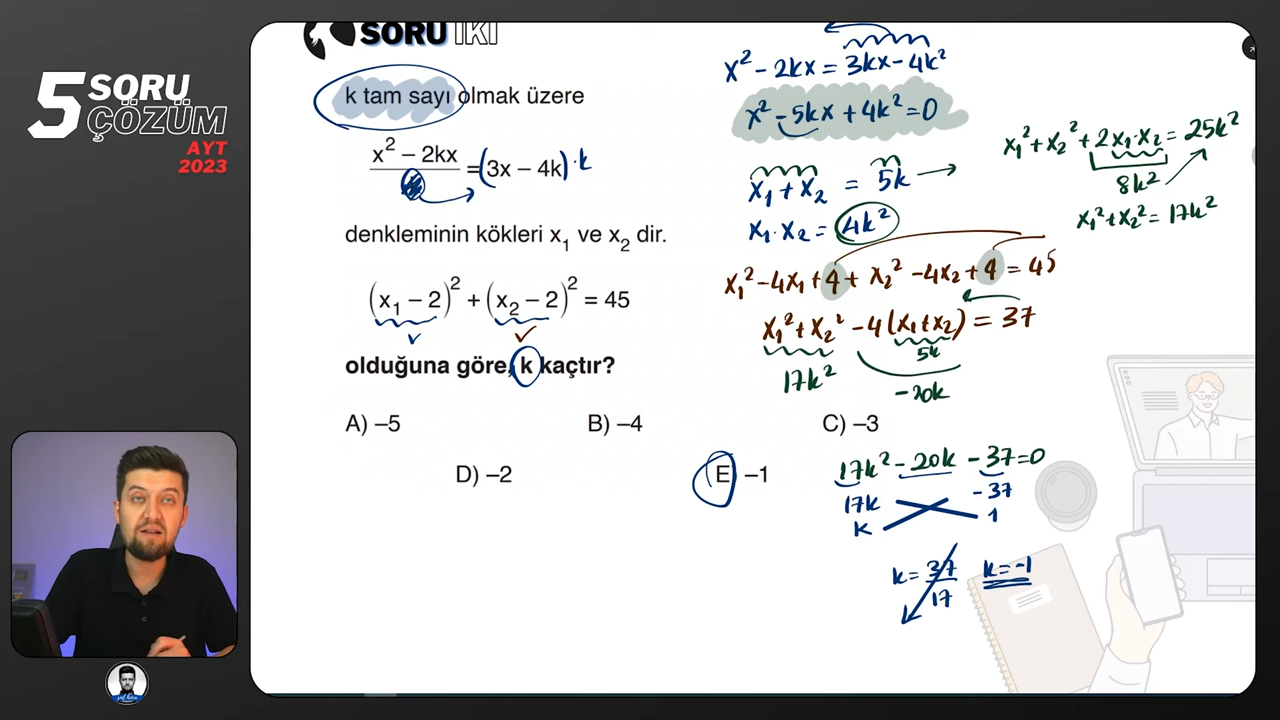 SORU IKI
5 SORU
ÇÖZÜM
AYT
2023
k tam sayı olmak üzere
x² − 2kx
= (3x − 4k) · k
denkleminin kökleri x₁ ve x₂ dir.
(x₁ − 2)² + (x₂ − 2)² = 45
olduğuna göre, k kaçtır?
A) –5
B) –4
C) –3
D) –2
E) –1
x² - 2kx = 3kx - 4k²
x² - 5kx + 4k² = 0
x₁ + x₂ = 5k →
x₁ · x₂ = 4k²
x₁² + x₂² + 2x₁·x₂ = 25k²
8k²
x₁² + x₂² = 17k²
x₁² - 4x₁ + 4 + x₂² - 4x₂ + 4 = 45
x₁² + x₂² - 4(x₁ + x₂) = 37
5k
17k²
-20k
17k² - 20k - 37 = 0
17k -37
k 1
k = 37/17 k = -1